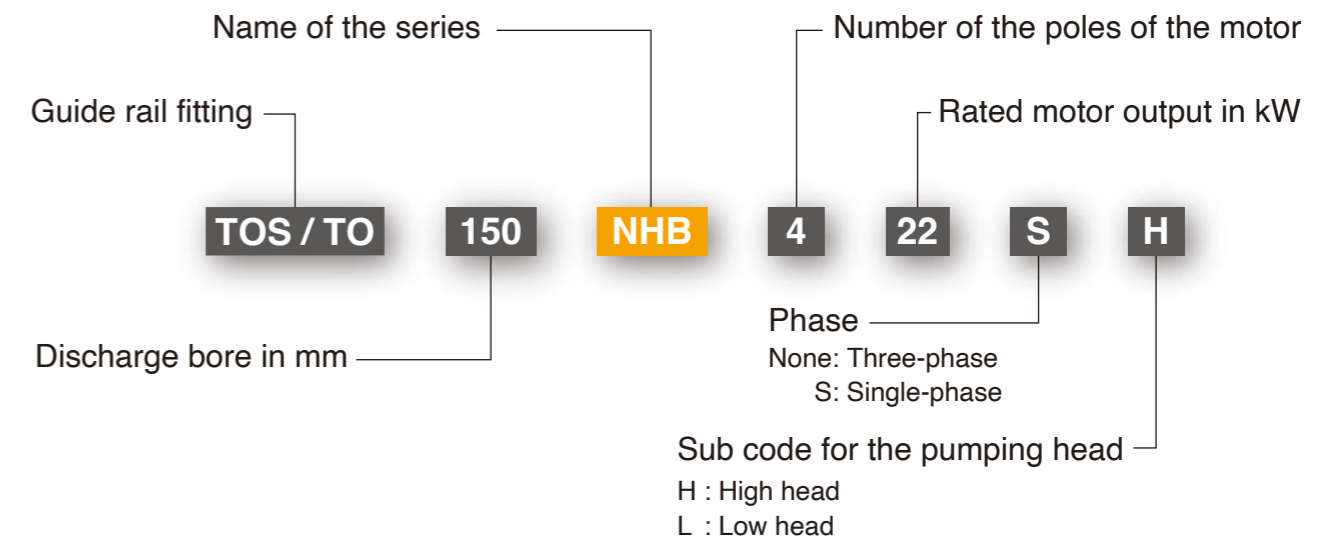 Name of the series
Number of the poles of the motor
Guide rail fitting
Rated motor output in kW
TOS / TO 150 NHB 4 22 S H
Phase
Discharge bore in mm
None: Three-phase
S: Single-phase
Sub code for the pumping head
H : High head
L : Low head